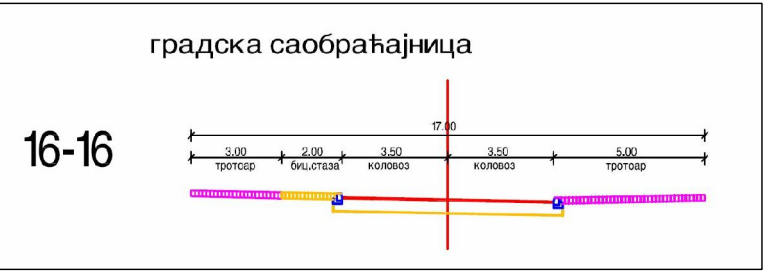 градска саобраћајница
16-16
17.00
3.00 2.00 3.50 3.50 5.00
тротоар биц.стаза коловоз коловоз тротоар